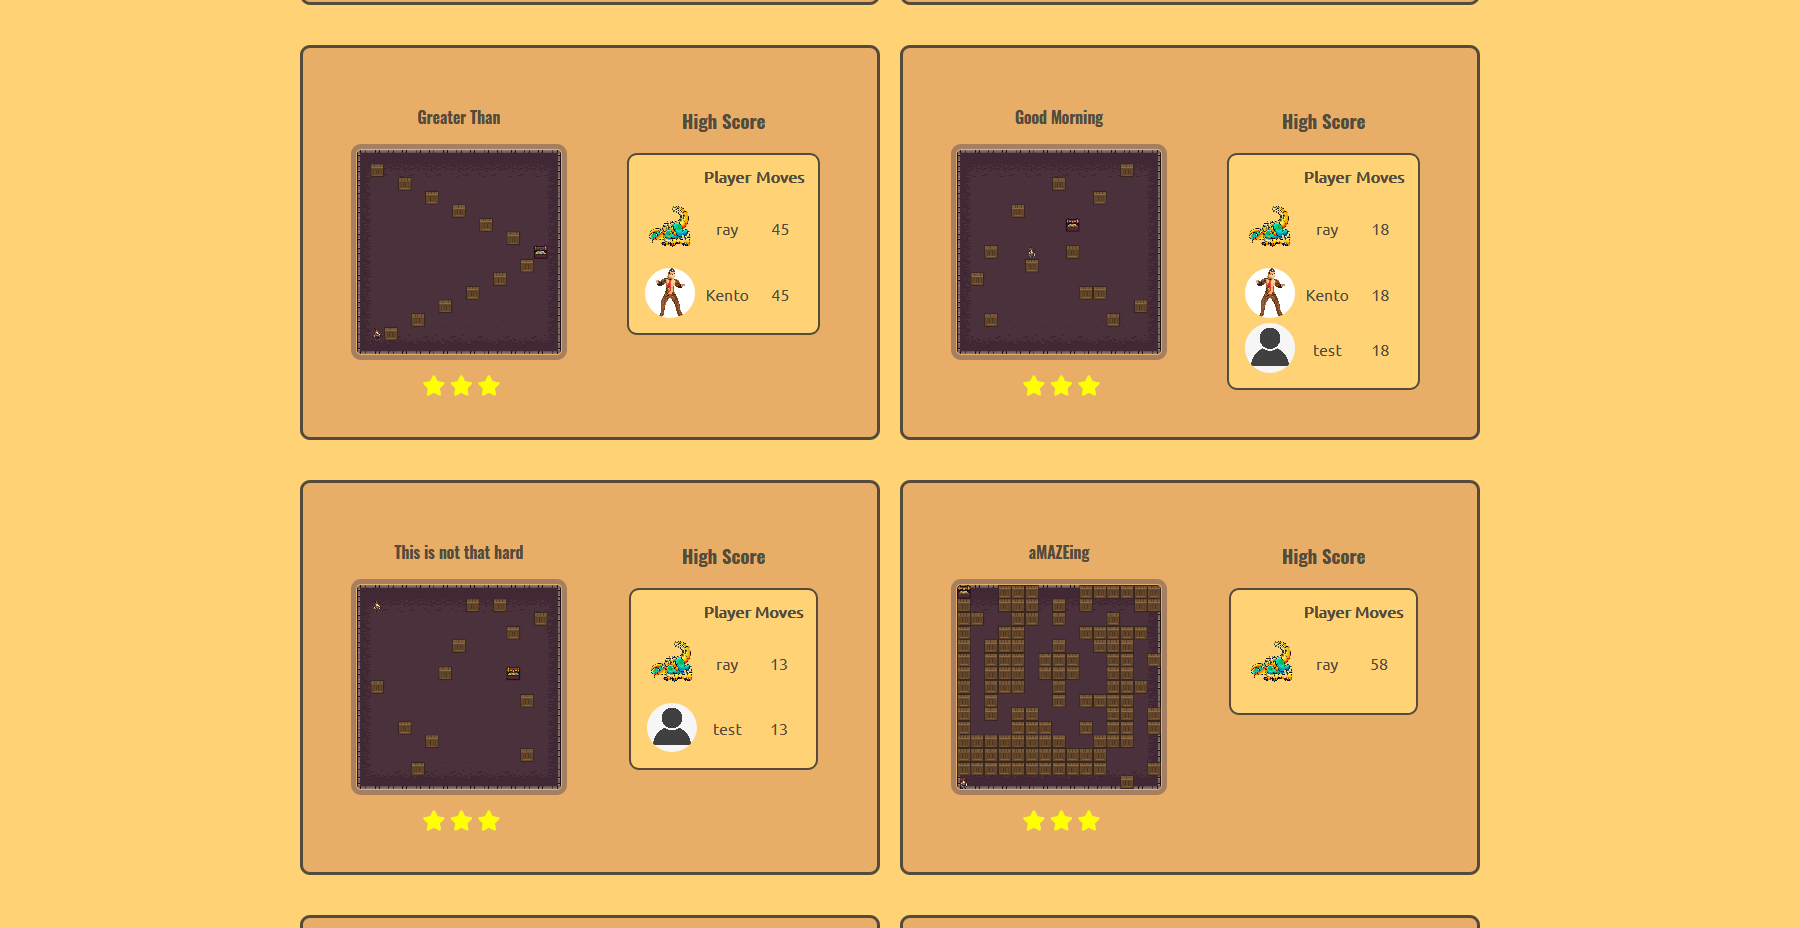 Greater Than
High Score
Player Moves
ray 45
Kento 45
Good Morning
High Score
Player Moves
ray 18
Kento 18
test 18
This is not that hard
High Score
Player Moves
ray 13
test 13
aMAZEing
High Score
Player Moves
ray 58